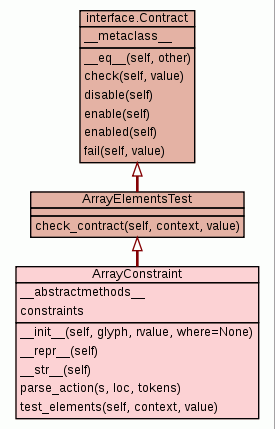 interface.Contract
__metaclass__
__eq__(self, other)
check(self, value)
disable(self)
enable(self)
enabled(self)
fail(self, value)
ArrayElementsTest
check_contract(self, context, value)
ArrayConstraint
__abstractmethods__
constraints
__init__(self, glyph, rvalue, where=None)
__repr__(self)
__str__(self)
parse_action(s, loc, tokens)
test_elements(self, context, value)